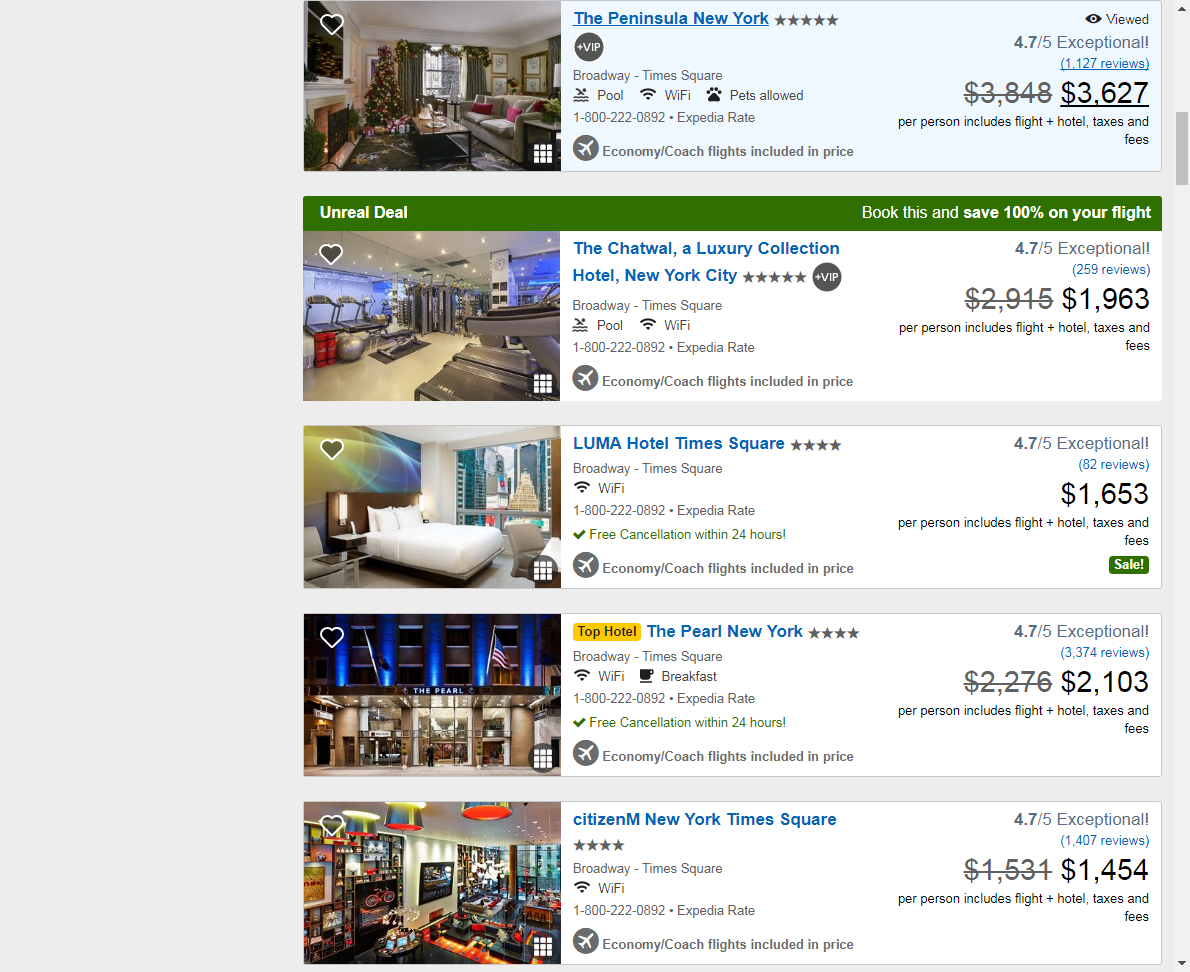 The Peninsula New York
Viewed
+VIP
4.7/5 Exceptional!
(1,127 reviews)
Broadway - Times Square
Pool WiFi Pets allowed
$3,848 $3,627
1-800-222-0892 • Expedia Rate
per person includes flight + hotel, taxes and
fees
Economy/Coach flights included in price
Unreal Deal
Book this and save 100% on your flight
The Chatwal, a Luxury Collection
Hotel, New York City
+VIP
4.7/5 Exceptional!
(259 reviews)
Broadway - Times Square
$2,915 $1,963
Pool WiFi
per person includes flight + hotel, taxes and
fees
1-800-222-0892 • Expedia Rate
Economy/Coach flights included in price
LUMA Hotel Times Square
4.7/5 Exceptional!
(82 reviews)
Broadway - Times Square
WiFi
$1,653
1-800-222-0892 • Expedia Rate
per person includes flight + hotel, taxes and
fees
Free Cancellation within 24 hours!
Sale!
Economy/Coach flights included in price
THE PEARL
Top Hotel The Pearl New York
4.7/5 Exceptional!
(3,374 reviews)
Broadway - Times Square
WiFi Breakfast
$2,276 $2,103
1-800-222-0892 • Expedia Rate
per person includes flight + hotel, taxes and
fees
Free Cancellation within 24 hours!
Economy/Coach flights included in price
citizenM New York Times Square
4.7/5 Exceptional!
(1,407 reviews)
Broadway - Times Square
WiFi
$1,531 $1,454
1-800-222-0892 • Expedia Rate
per person includes flight + hotel, taxes and
fees
Economy/Coach flights included in price